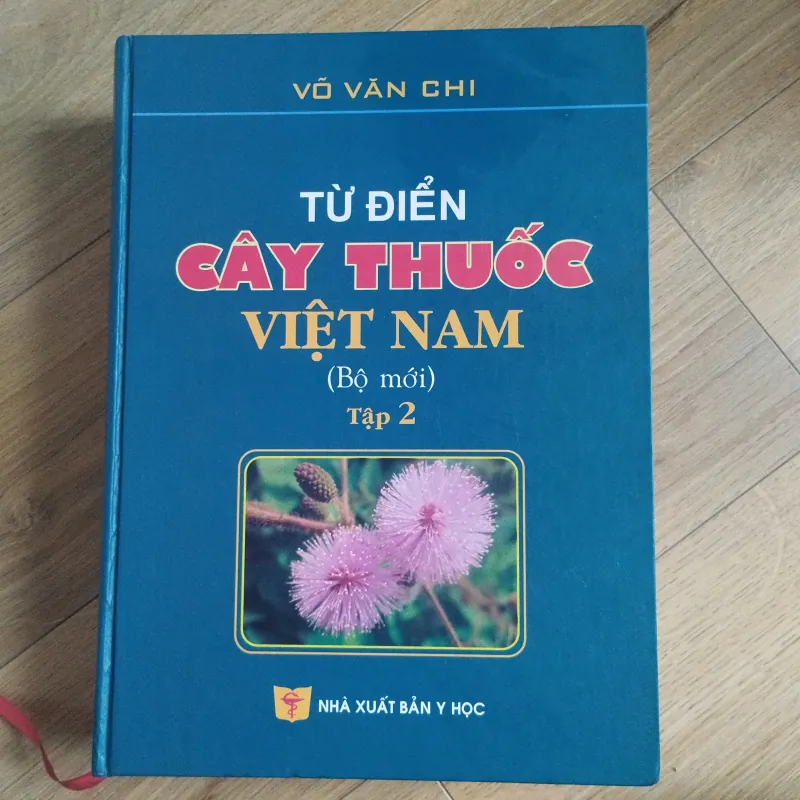 VÕ VĂN CHI
TỪ ĐIỂN
CÂY THUỐC
VIỆT NAM
(Bộ mới)
Tập 2
NHÀ XUẤT BẢN Y HỌC